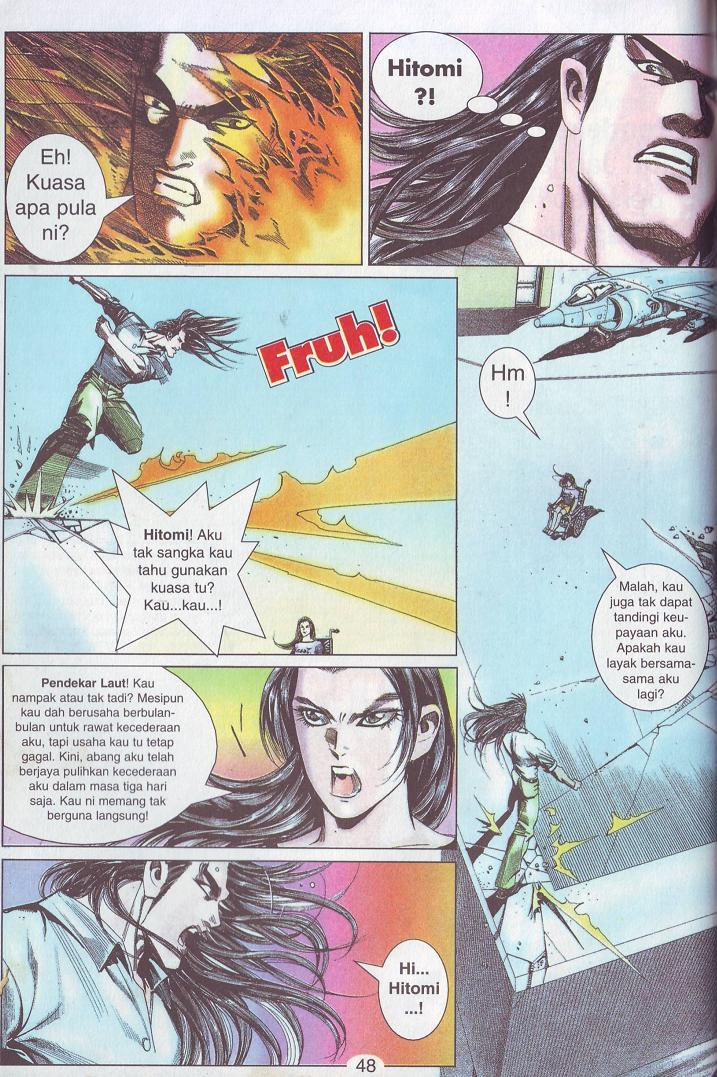 Eh!
Kuasa
apa pula
ni?
Hitomi
?!
Fruh!
Hitomi! Aku
tak sangka kau
tahu gunakan
kuasa tu?
Kau...kau...!
Hm
!
Malah, kau
juga tak dapat
tandingi keu-
payaan aku.
Apakah kau
layak bersama-
sama aku
lagi?
Pendekar Laut! Kau
nampak atau tak tadi? Mesipun
kau dah berusaha berbulan-
bulan untuk rawat kecederaan
aku, tapi usaha kau tu tetap
gagal. Kini, abang aku telah
berjaya pulihkan kecederaan
aku dalam masa tiga hari
saja. Kau ni memang tak
berguna langsung!
Hi...
Hitomi
...!
48